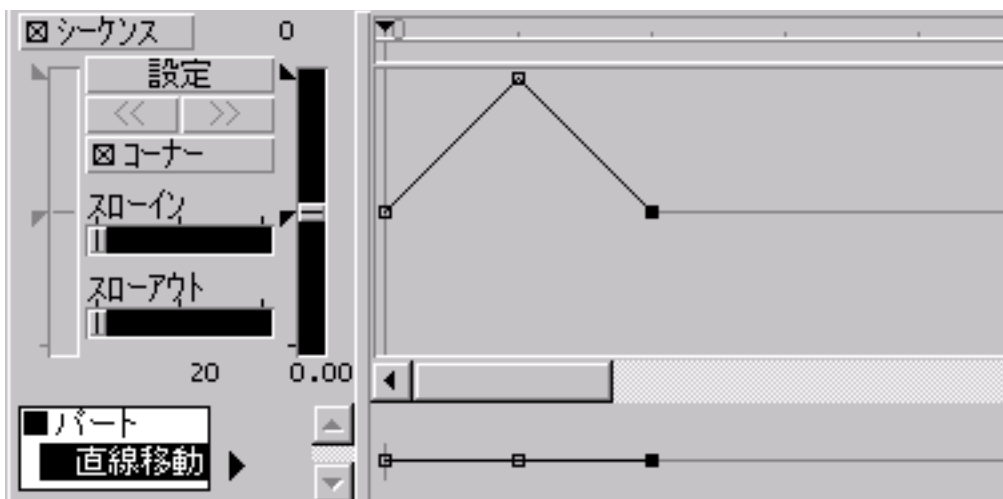 シーケンス
0
0
設定
<< >>
コーナー
スローイン
スローアウト
20
0.00
パート
直線移動